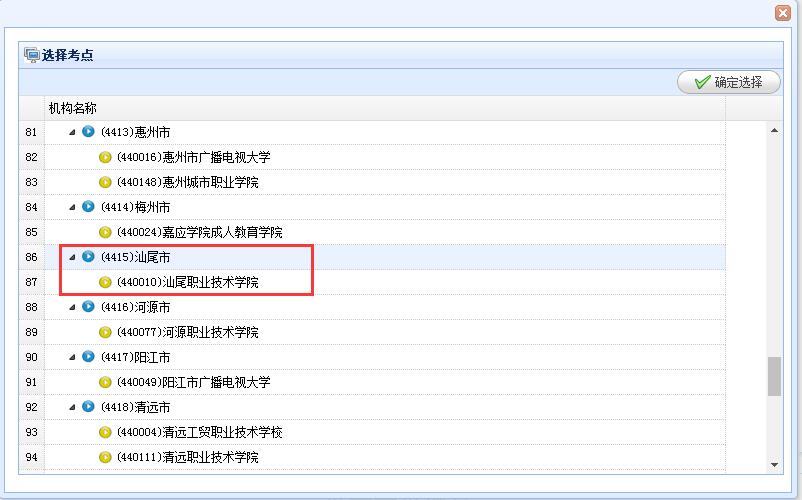 选择考点
确定选择
机构名称
81 (4413)惠州市
82 (440016)惠州市广播电视大学
83 (440148)惠州城市职业学院
84 (4414)梅州市
85 (440024)嘉应学院成人教育学院
86 (4415)汕尾市
87 (440010)汕尾职业技术学院
88 (4416)河源市
89 (440077)河源职业技术学院
90 (4417)阳江市
91 (440049)阳江市广播电视大学
92 (4418)清远市
93 (440004)清远工贸职业技术学校
94 (440111)清远职业技术学院